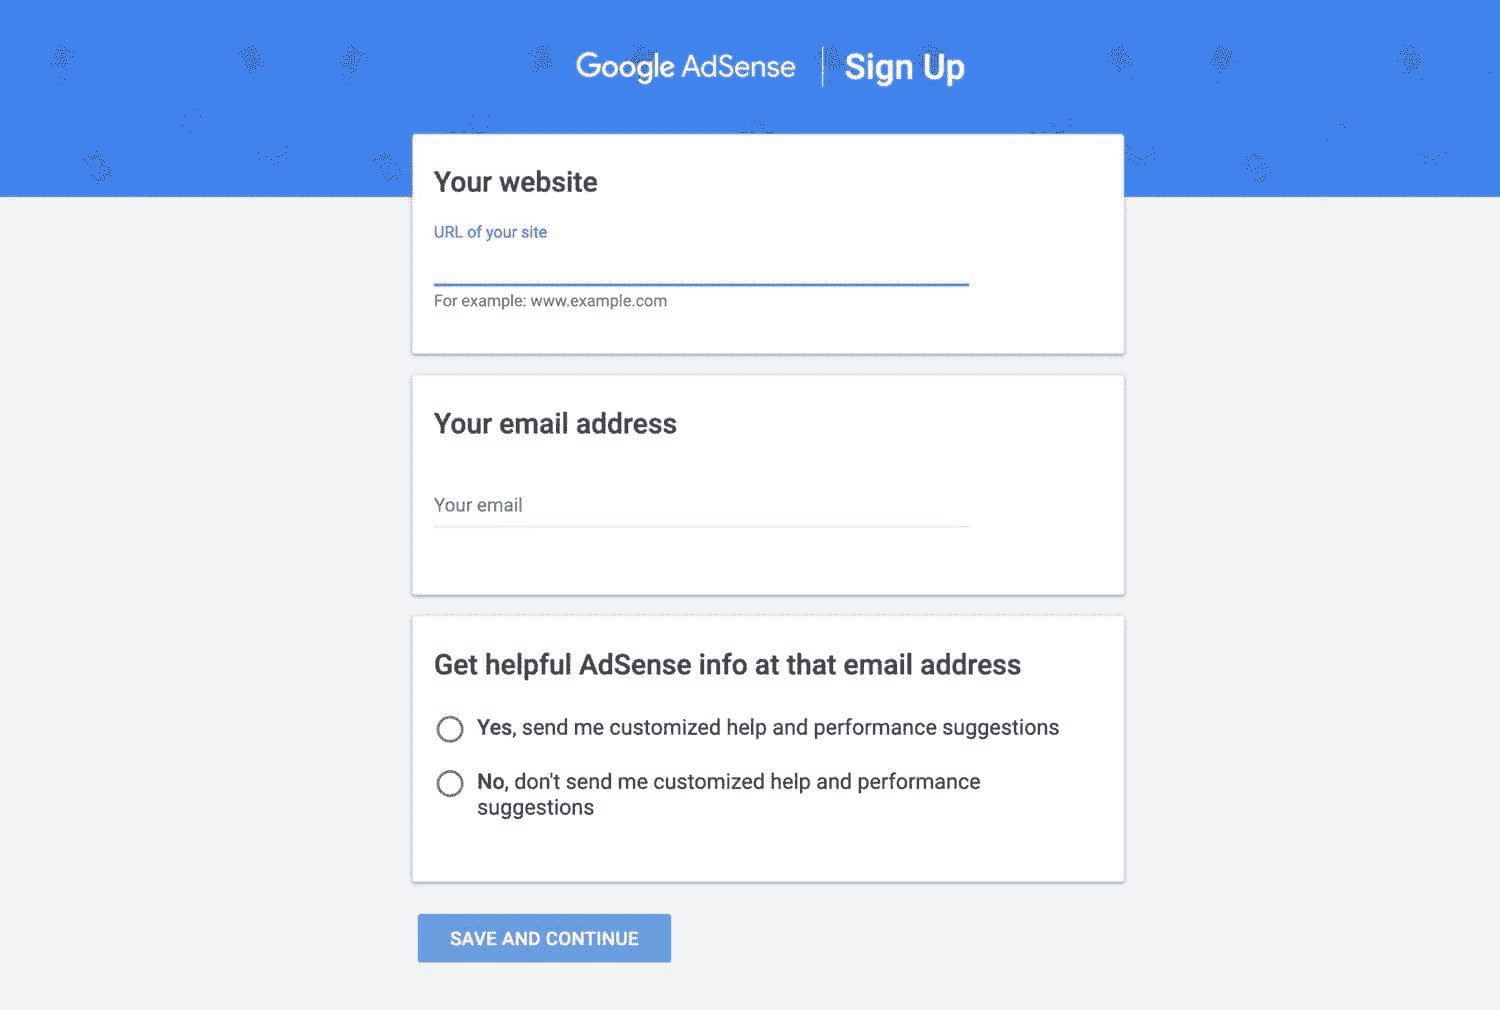 Google AdSense | Sign Up
Your website
URL of your site
For example: www.example.com
Your email address
Your email
Get helpful AdSense info at that email address
Yes, send me customized help and performance suggestions
No, don't send me customized help and performance
suggestions
SAVE AND CONTINUE